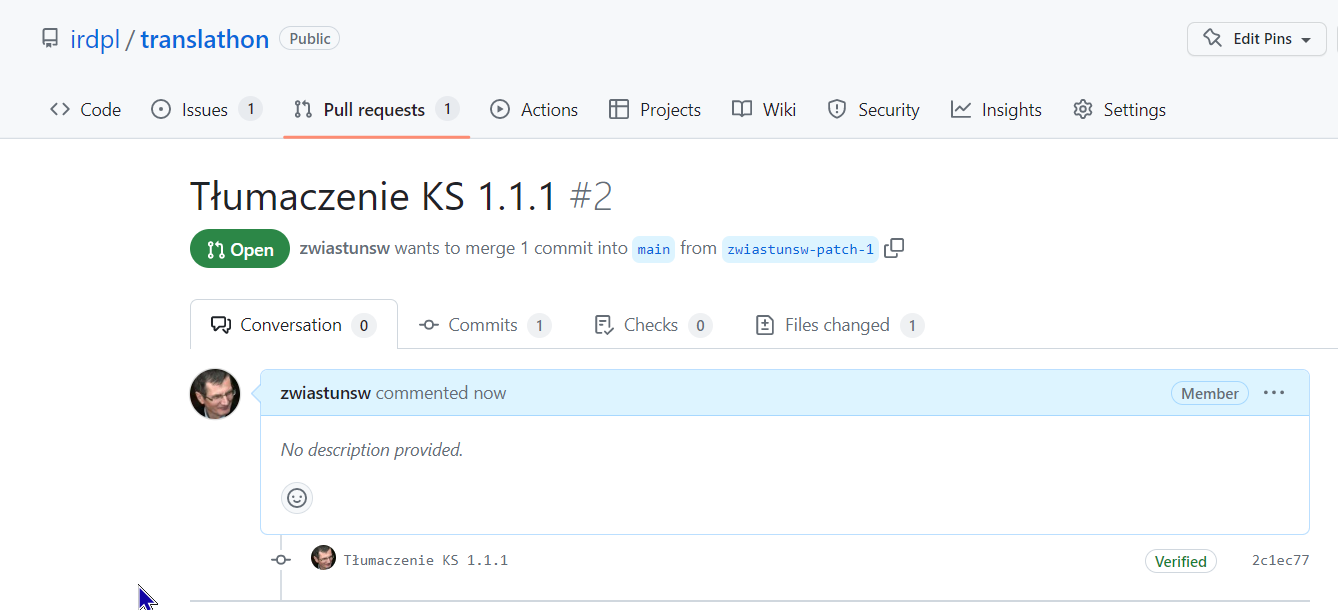 irdpl / translathon Public Edit Pins
Code Issues 1 Pull requests 1 Actions Projects Wiki Security Insights Settings
Tłumaczenie KS 1.1.1 #2
Open zwiastunsw wants to merge 1 commit into main from zwiastunsw-patch-1
Conversation 0 Commits 1 Checks 0 Files changed 1
zwiastunsw commented now Member ...
No description provided.
Tłumaczenie KS 1.1.1 Verified 2c1ec77